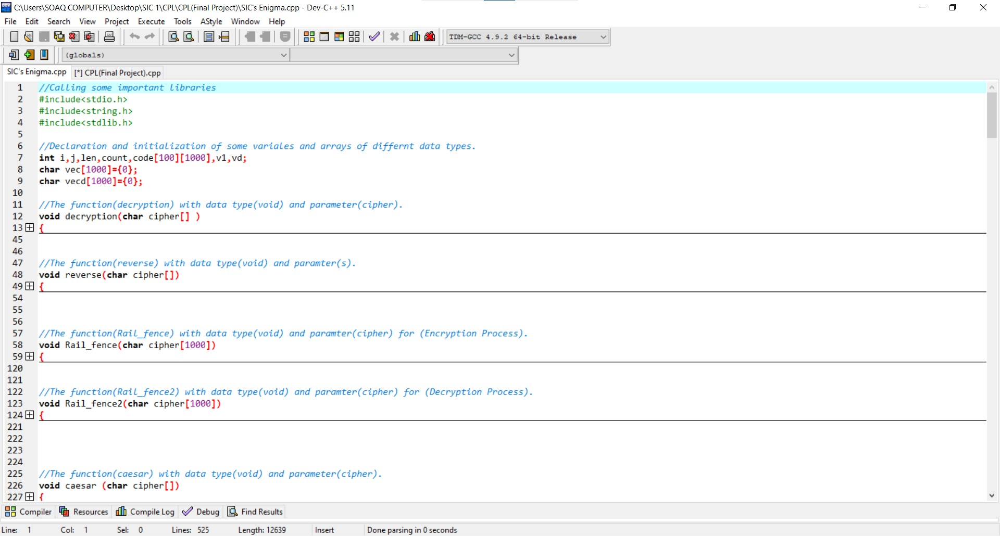 C:\Users\SOAQ COMPUTER\Desktop\SIC 1\CPL\CPL(Final Project)\SIC's Enigma.cpp - Dev-C++ 5.11
File Edit Search View Project Execute Tools AStyle Window Help
TDM-GCC 4.9.2 64-bit Release
(globals)
SIC's Enigma.cpp [*] CPL(Final Project).cpp
1 //Calling some important libraries
2 #include<stdio.h>
3 #include<string.h>
4 #include<stdlib.h>
5
6 //Declaration and initialization of some variales and arrays of differnt data types.
7 int i,j,len,count,code[100][1000],v1,vd;
8 char vec[1000]={0};
9 char vecd[1000]={0};
10
11 //The function(decryption) with data type(void) and parameter(cipher).
12 void decryption(char cipher[] )
13 {
45
46
47 //The function(reverse) with data type(void) and paramter(s).
48 void reverse(char cipher[])
49 {
54
55
56
57 //The function(Rail_fence) with data type(void) and paramter(cipher) for (Encryption Process).
58 void Rail_fence(char cipher[1000])
59 {
120
121
122 //The function(Rail_fence2) with data type(void) and paramter(cipher) for (Decryption Process).
123 void Rail_fence2(char cipher[1000])
124 {
221
222
223
224
225 //The function(caesar) with data type(void) and parameter(cipher).
226 void caesar (char cipher[])
227 {
Compiler Resources Compile Log Debug Find Results
Line: 1 Col: 1 Sel: 0 Lines: 525 Length: 12639 Insert Done parsing in 0 seconds